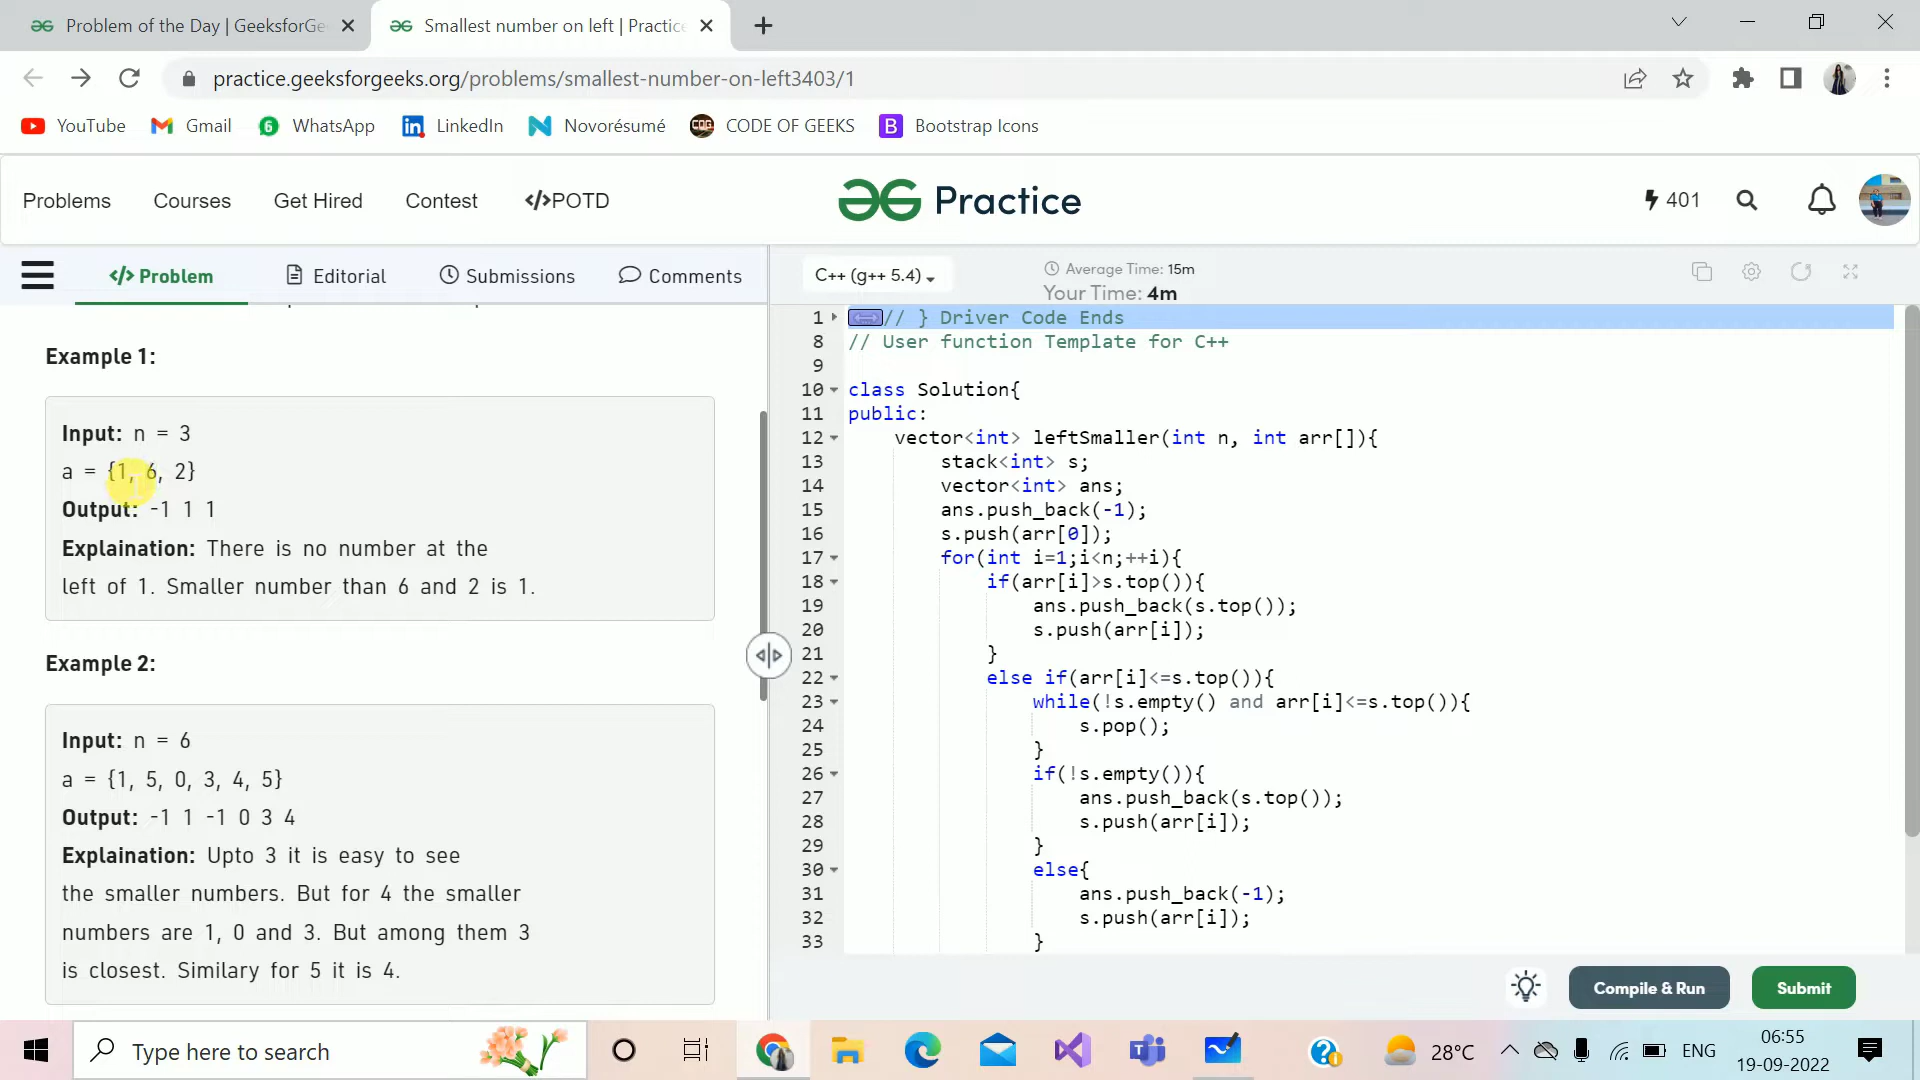 Problem of the Day | GeeksforGe
Smallest number on left | Practice
practice.geeksforgeeks.org/problems/smallest-number-on-left3403/1
YouTube
Gmail
WhatsApp
LinkedIn
Novorésumé
CODE OF GEEKS
Bootstrap Icons
Problems
Courses
Get Hired
Contest
</>POTD
Practice
401
</> Problem
Editorial
Submissions
Comments
C++ (g++ 5.4)
Average Time: 15m
Your Time: 4m
Example 1:
Input: n = 3
a = {1, 6, 2}
Output: -1 1 1
Explaination: There is no number at the
left of 1. Smaller number than 6 and 2 is 1.
Example 2:
Input: n = 6
a = {1, 5, 0, 3, 4, 5}
Output: -1 1 -1 0 3 4
Explaination: Upto 3 it is easy to see
the smaller numbers. But for 4 the smaller
numbers are 1, 0 and 3. But among them 3
is closest. Similary for 5 it is 4.
1 // } Driver Code Ends
8 // User function Template for C++
9
10 class Solution{
11 public:
12 vector<int> leftSmaller(int n, int arr[]){
13 stack<int> s;
14 vector<int> ans;
15 ans.push_back(-1);
16 s.push(arr[0]);
17 for(int i=1;i<n;++i){
18 if(arr[i]>s.top()){
19 ans.push_back(s.top());
20 s.push(arr[i]);
21 }
22 else if(arr[i]<=s.top()){
23 while(!s.empty() and arr[i]<=s.top()){
24 s.pop();
25 }
26 if(!s.empty()){
27 ans.push_back(s.top());
28 s.push(arr[i]);
29 }
30 else{
31 ans.push_back(-1);
32 s.push(arr[i]);
33 }
Compile & Run
Submit
Type here to search
28°C
ENG
06:55
19-09-2022